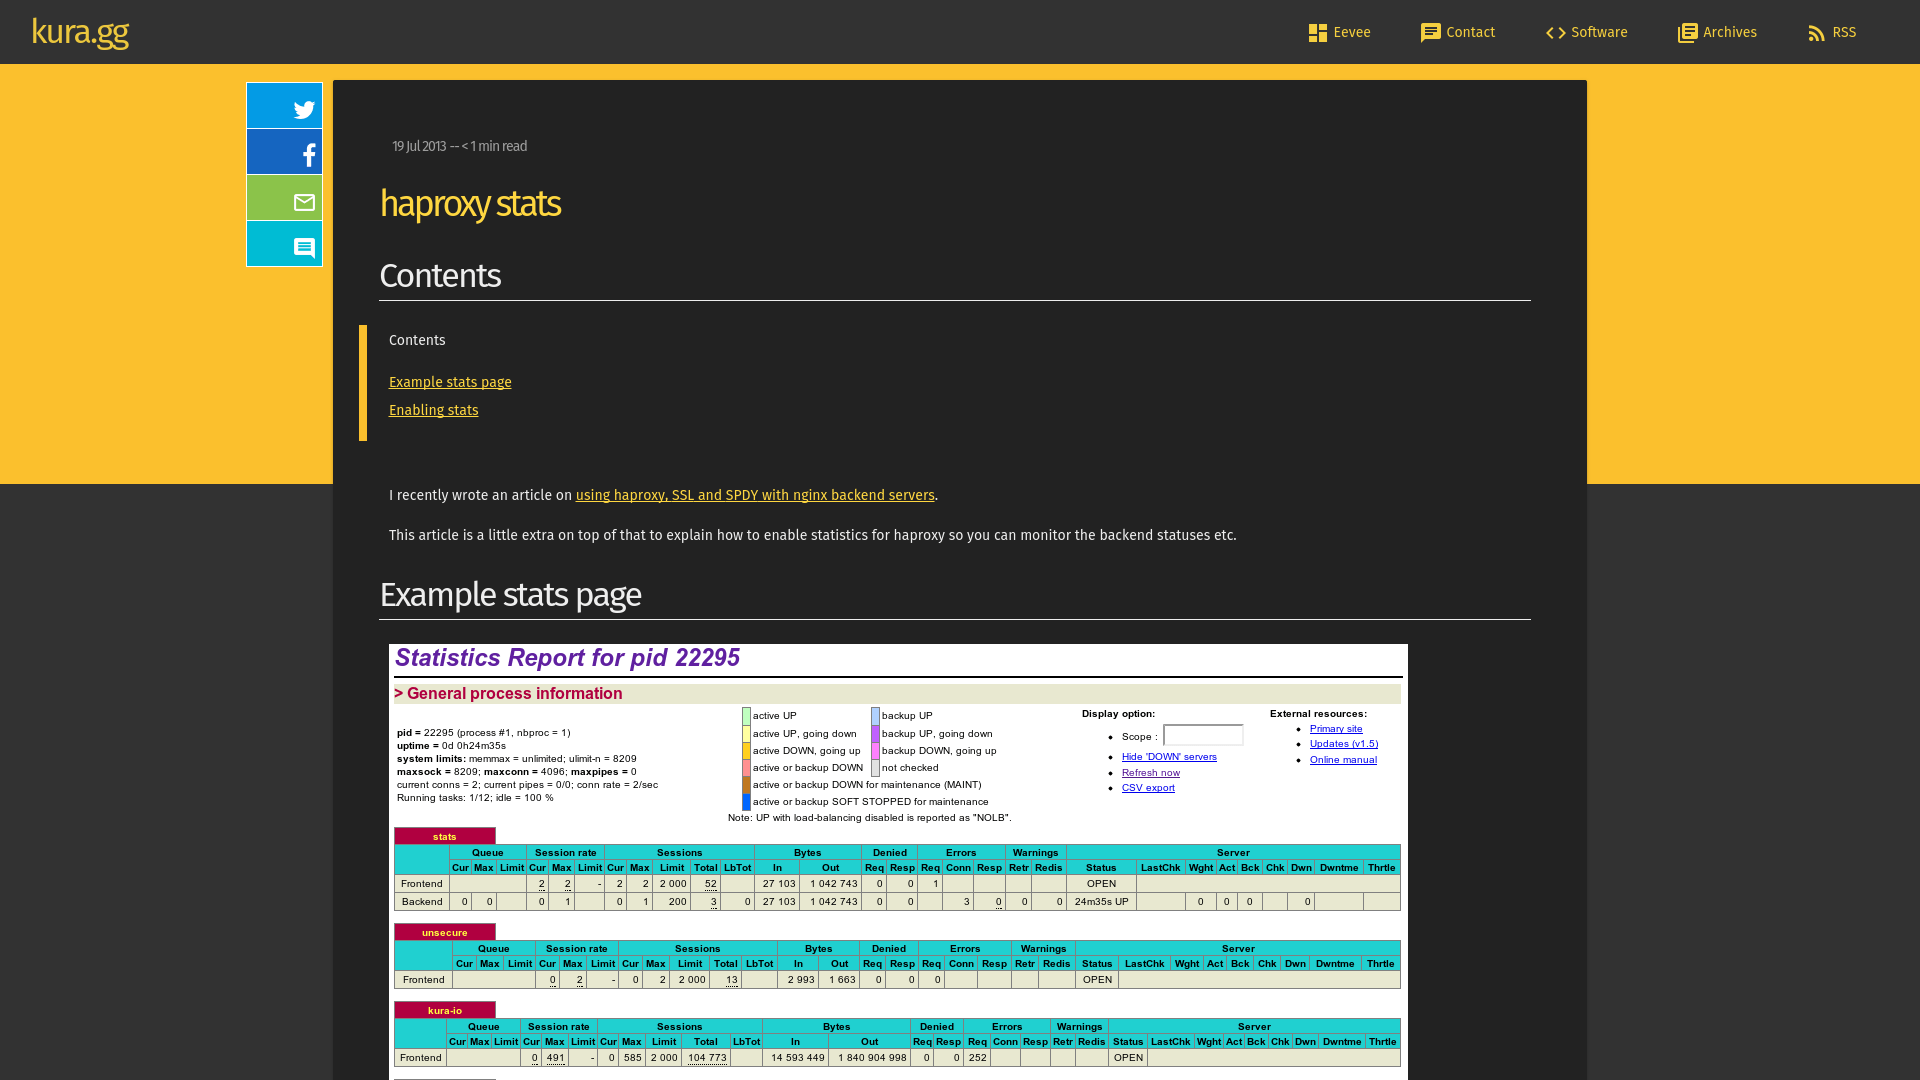 kura.gg
Eevee
Contact
Software
Archives
RSS
19 Jul 2013 -- < 1 min read
haproxy stats
Contents
Contents
Example stats page
Enabling stats
I recently wrote an article on using haproxy, SSL and SPDY with nginx backend servers.
This article is a little extra on top of that to explain how to enable statistics for haproxy so you can monitor the backend statuses etc.
Example stats page
Statistics Report for pid 22295
> General process information
pid = 22295 (process #1, nbproc = 1)
uptime = 0d 0h24m35s
system limits: memmax = unlimited; ulimit-n = 8209
maxsock = 8209; maxconn = 4096; maxpipes = 0
current conns = 2; current pipes = 0/0; conn rate = 2/sec
Running tasks: 1/12; idle = 100 %
active UP backup UP
active UP, going down backup UP, going down
active DOWN, going up backup DOWN, going up
active or backup DOWN not checked
active or backup DOWN for maintenance (MAINT)
active or backup SOFT STOPPED for maintenance
Note: UP with load-balancing disabled is reported as "NOLB".
Display option:
• Scope :
• Hide 'DOWN' servers
• Refresh now
• CSV export
External resources:
• Primary site
• Updates (v1.5)
• Online manual
stats
Queue Session rate Sessions Bytes Denied Errors Warnings Server
Cur Max Limit Cur Max Limit Cur Max Limit Total LbTot In Out Req Resp Req Conn Resp Retr Redis Status LastChk Wght Act Bck Chk Dwn Dwntme Thrtle
Frontend 2 2 - 2 2 2 000 52 27 103 1 042 743 0 0 1 OPEN
Backend 0 0 0 1 0 1 200 3 0 27 103 1 042 743 0 0 3 0 0 0 24m35s UP 0 0 0 0
unsecure
Queue Session rate Sessions Bytes Denied Errors Warnings Server
Cur Max Limit Cur Max Limit Cur Max Limit Total LbTot In Out Req Resp Req Conn Resp Retr Redis Status LastChk Wght Act Bck Chk Dwn Dwntme Thrtle
Frontend 0 2 - 0 2 2 000 13 2 993 1 663 0 0 0 OPEN
kura-io
Queue Session rate Sessions Bytes Denied Errors Warnings Server
Cur Max Limit Cur Max Limit Cur Max Limit Total LbTot In Out Req Resp Req Conn Resp Retr Redis Status LastChk Wght Act Bck Chk Dwn Dwntme Thrtle
Frontend 0 491 - 0 585 2 000 104 773 14 593 449 1 840 904 998 0 0 252 OPEN